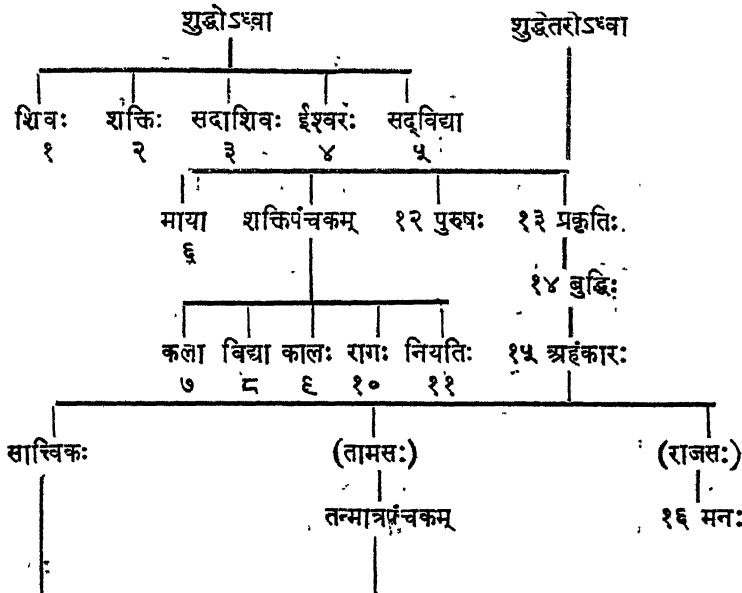 शुद्धोऽध्वा शुद्धेतरोऽध्वा
शिवः शक्तिः सदाशिवः ईश्वरः सद्विद्या
१ २ ३ ४ ५
माया शक्तिपंचकम् १२ पुरुषः १३ प्रकृतिः
६
१४ बुद्धिः
कला विद्या कालः रागः नियतिः १५ अहंकारः
७ ८ ९ १० ११
सात्त्विकः (तामसः) (राजसः)
तन्मात्रपंचकम् १६ मनः